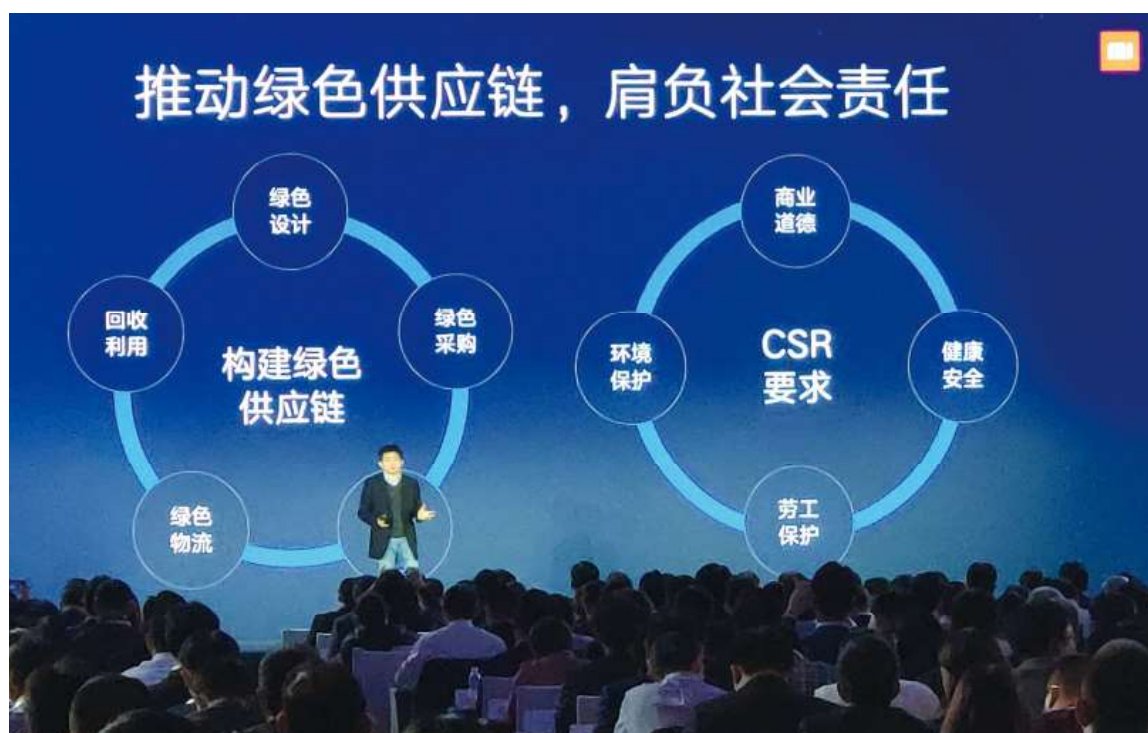 推动绿色供应链，肩负社会责任
绿色
设计
回收
利用
绿色
采购
构建绿色
供应链
绿色
物流
商业
道德
环境
保护
CSR
要求
健康
安全
劳工
保护